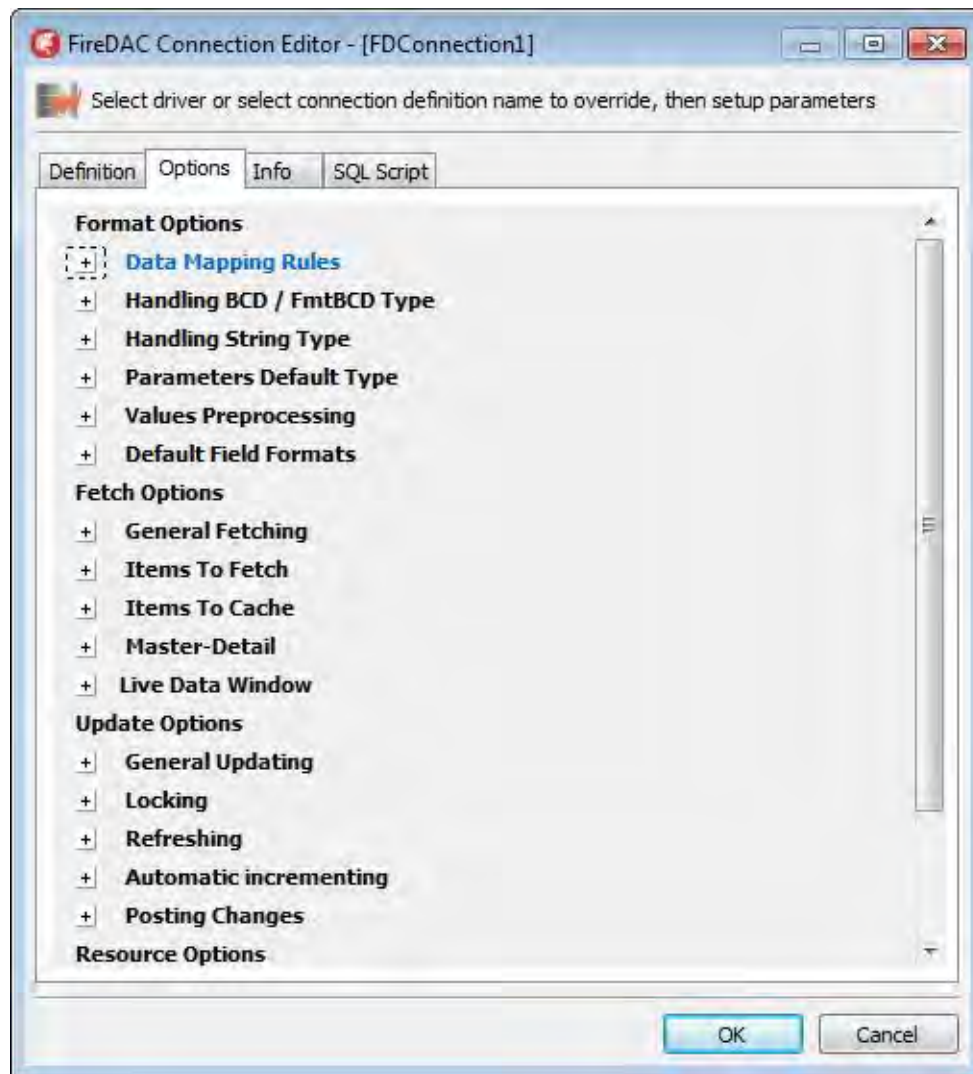 FireDAC Connection Editor - [FDConnection1]
Select driver or select connection definition name to override, then setup parameters
Definition Options Info SQL Script
Format Options
Data Mapping Rules
Handling BCD / FmtBCD Type
Handling String Type
Parameters Default Type
Values Preprocessing
Default Field Formats
Fetch Options
General Fetching
Items To Fetch
Items To Cache
Master-Detail
Live Data Window
Update Options
General Updating
Locking
Refreshing
Automatic incrementing
Posting Changes
Resource Options
OK Cancel